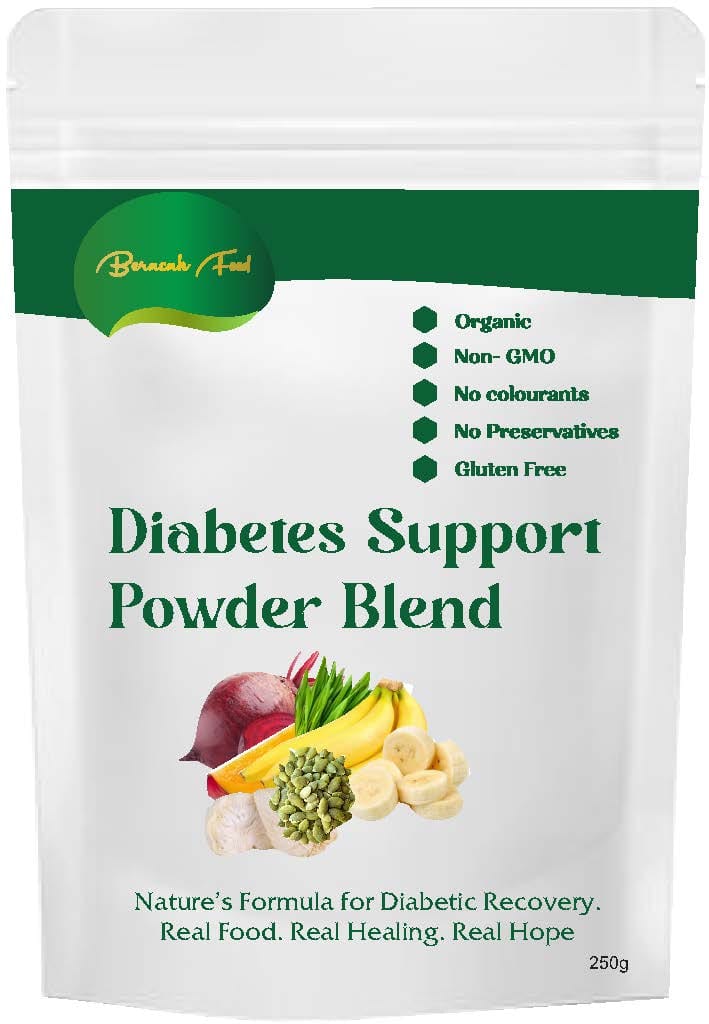 Beracah Food
Organic
Non- GMO
No colourants
No Preservatives
Gluten Free
Diabetes Support
Powder Blend
Nature's Formula for Diabetic Recovery.
Real Food. Real Healing. Real Hope
250g